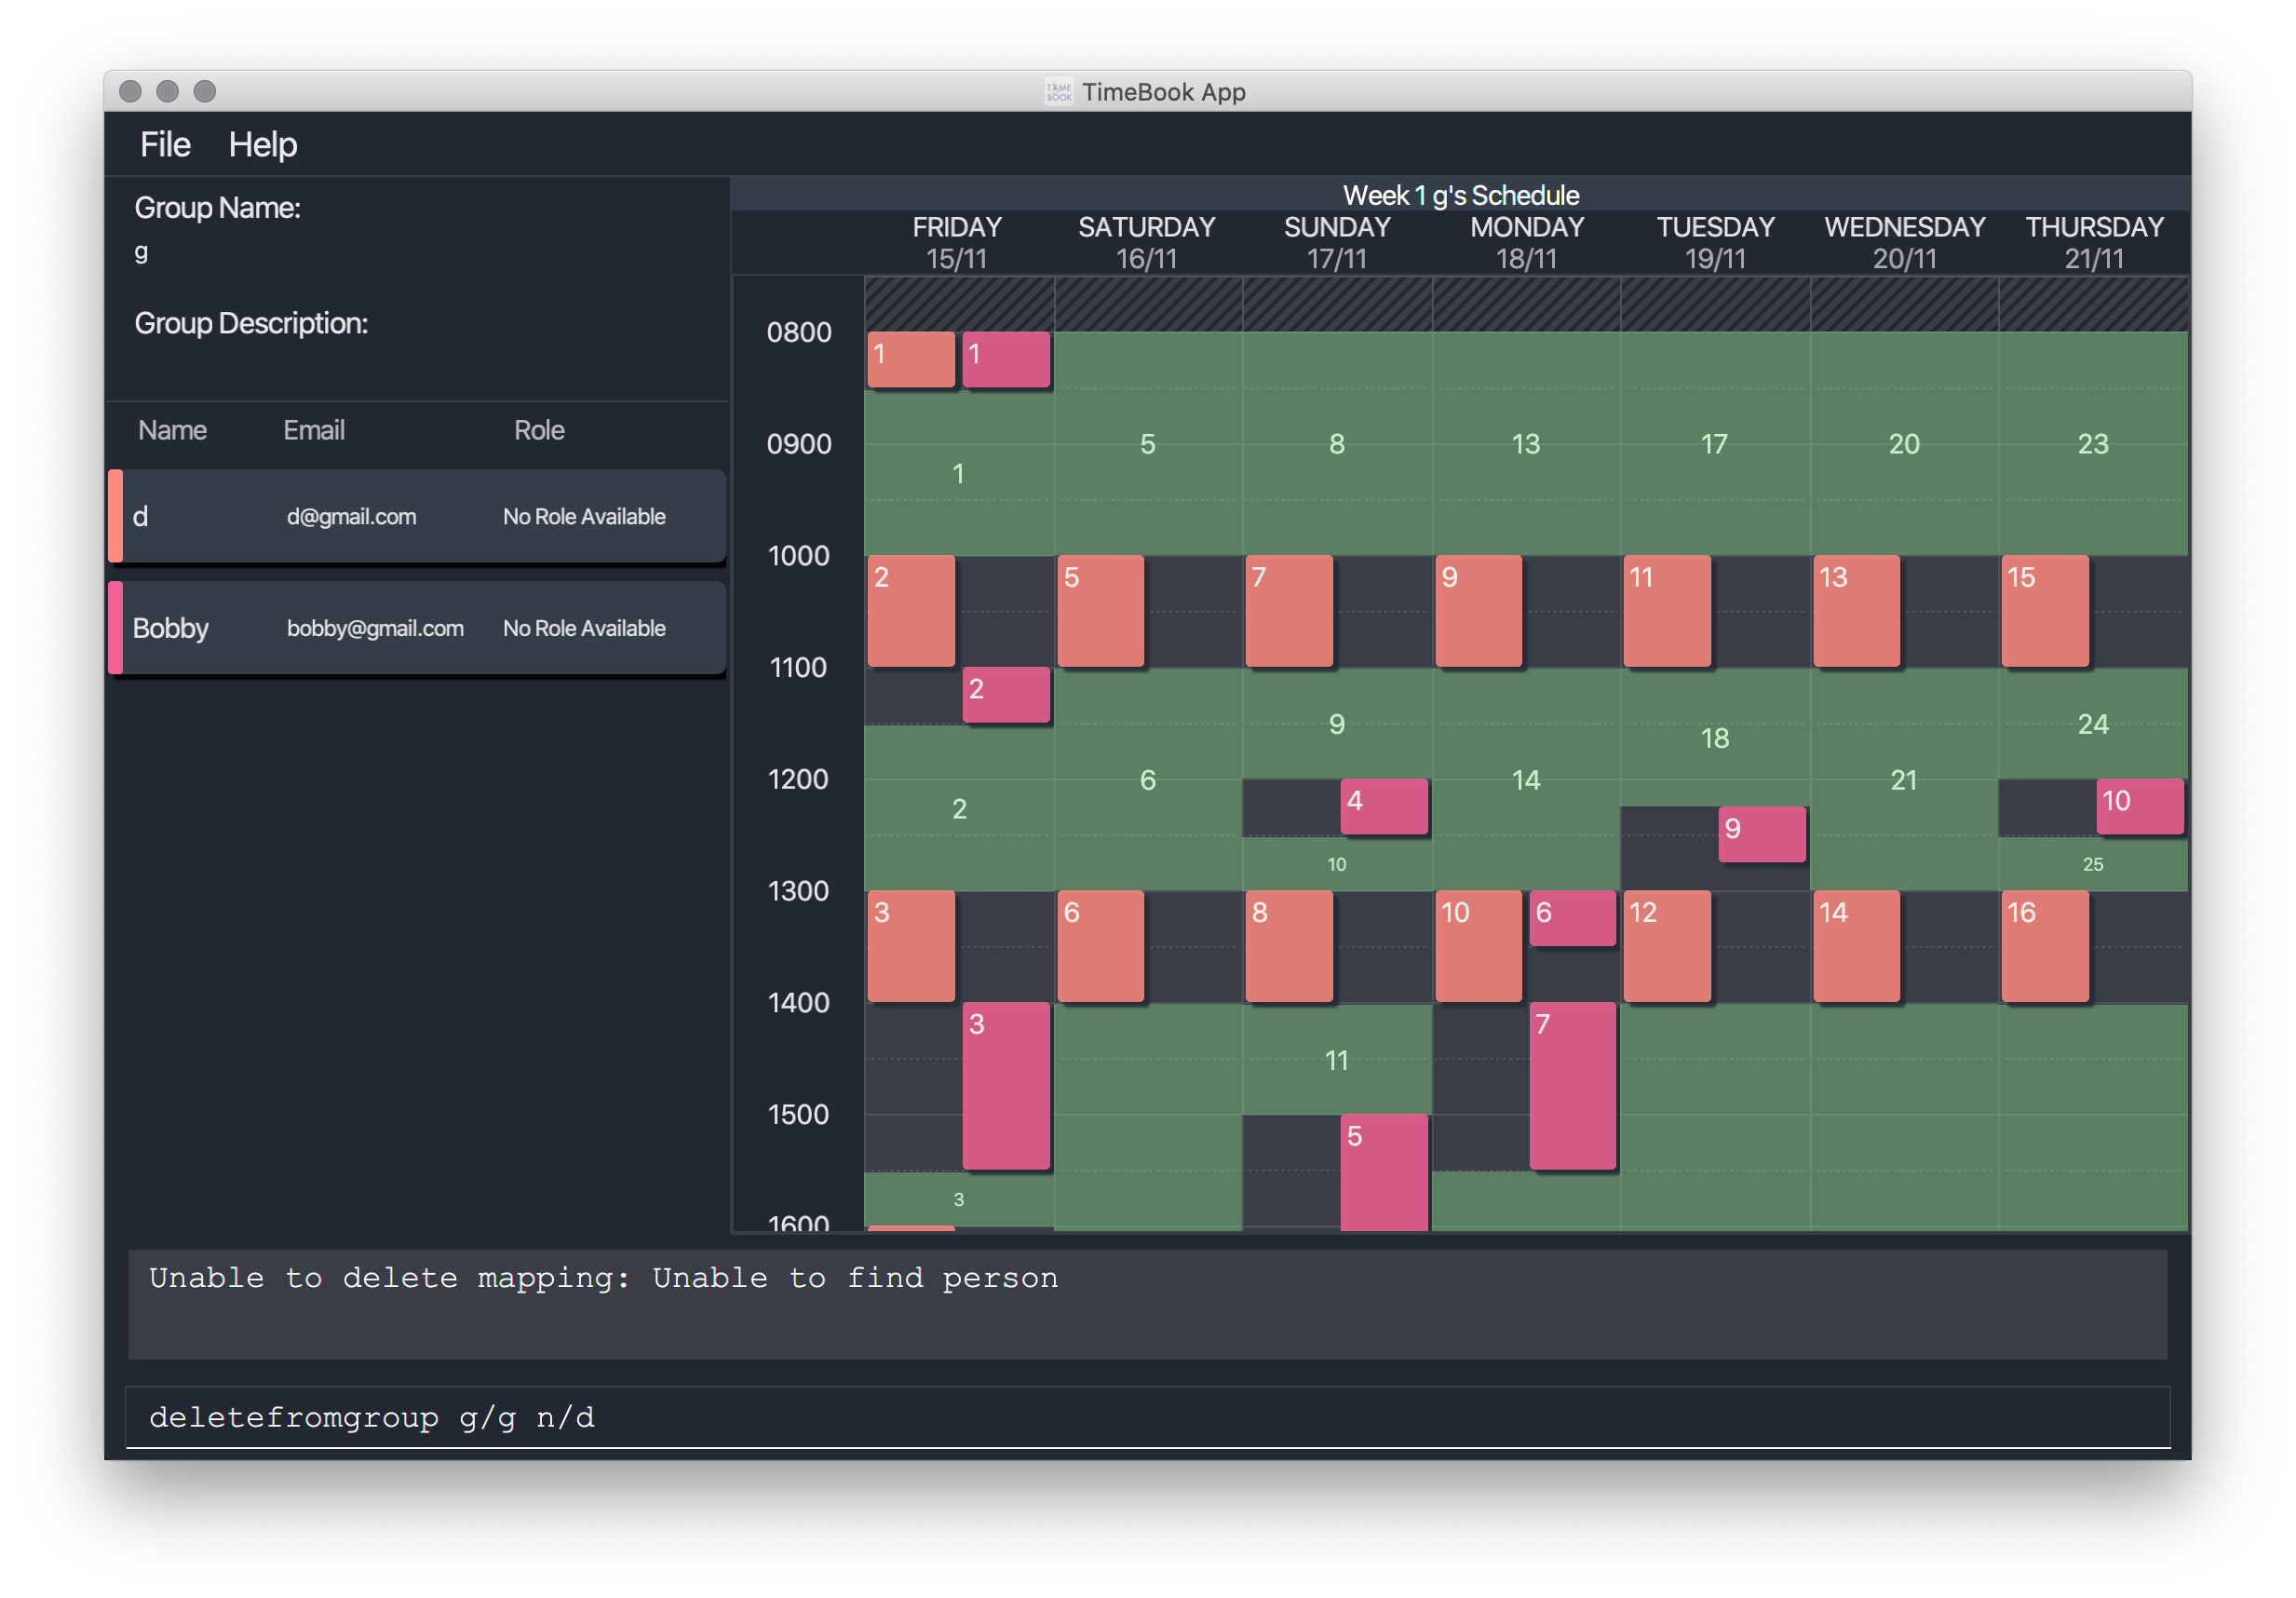 TIME BOOK TimeBook App
File Help
Group Name:
g
Group Description:
Name Email Role
d d@gmail.com No Role Available
Bobby bobby@gmail.com No Role Available
Week 1 g's Schedule
FRIDAY SATURDAY SUNDAY MONDAY TUESDAY WEDNESDAY THURSDAY
15/11 16/11 17/11 18/11 19/11 20/11 21/11
0800
1 1
0900 5 8 13 17 20 23
1
1000
2 5 7 9 11 13 15
1100
2
9 24
18
1200 6 14 21
4 10
2
9
10 25
1300
3 6 8 10 6 12 14 16
1400
3 7
11
1500
5
3
1600
Unable to delete mapping: Unable to find person
deletefromgroup g/g n/d